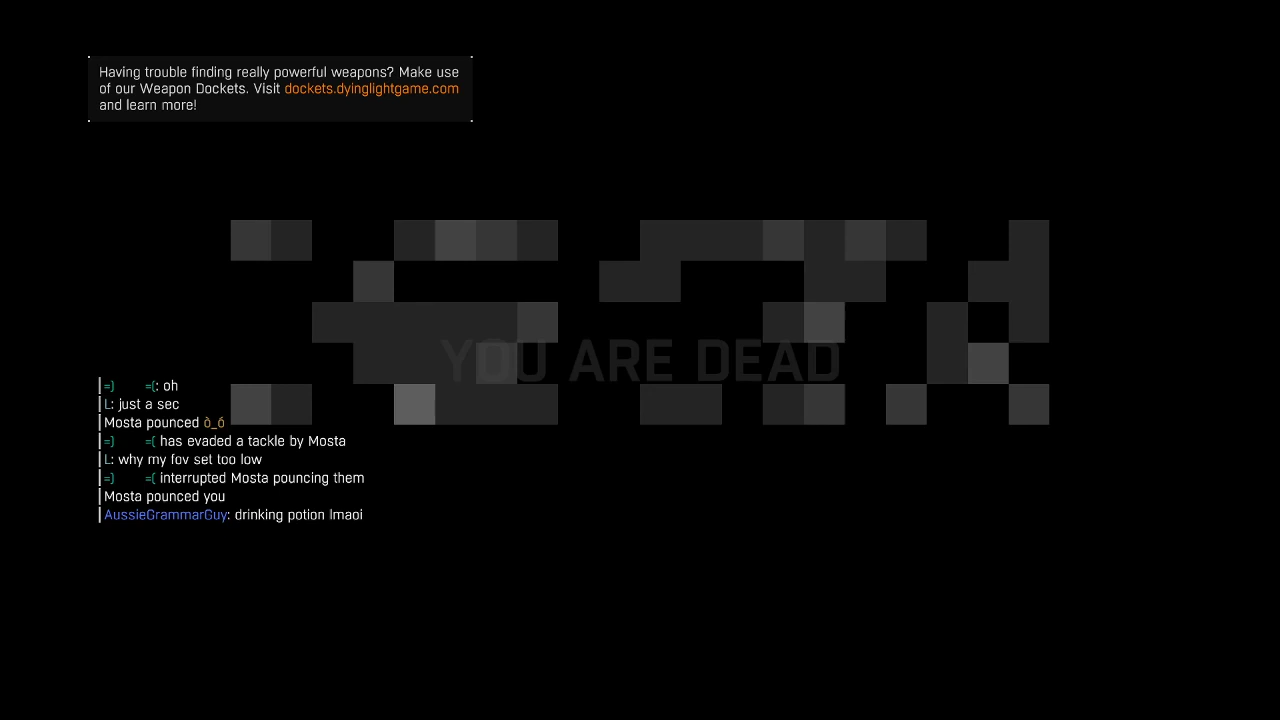 Having trouble finding really powerful weapons? Make use
of our Weapon Dockets. Visit dockets.dyinglightgame.com
and learn more!
YOU ARE DEAD
=) =(: oh
L: just a sec
Mosta pounced ò_ó
=) =( has evaded a tackle by Mosta
L: why my fov set too low
=) =( interrupted Mosta pouncing them
Mosta pounced you
AussieGrammarGuy: drinking potion lmaoi